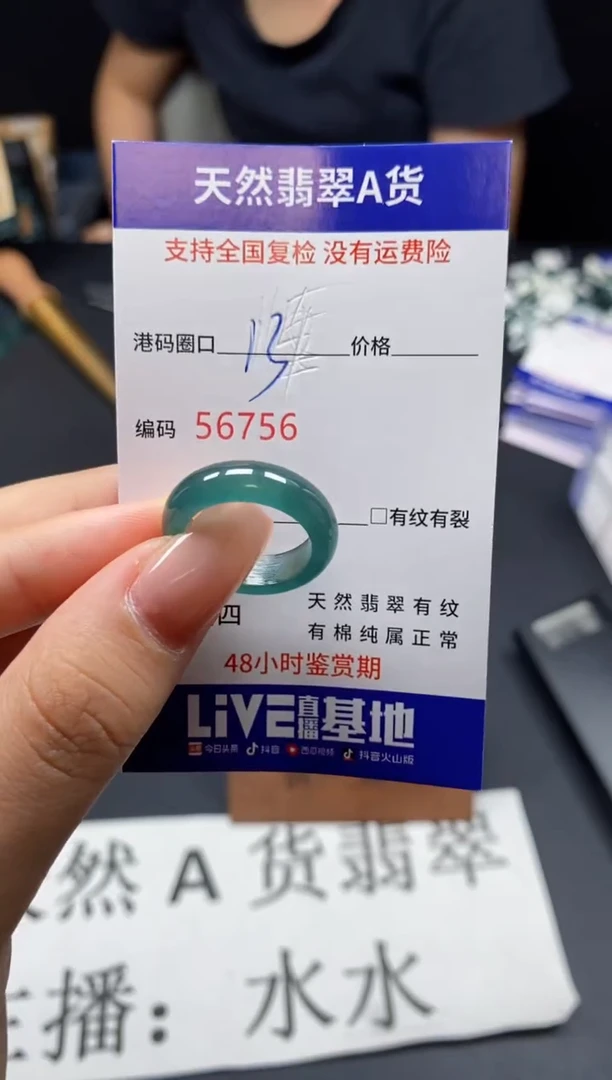 天然翡翠A货
支持全国复检 没有运费险
港码圈口 13 价格
编码 56756
□有纹有裂
四
天然翡翠有纹
有棉纯属正常
48小时鉴赏期
LiVE直播基地
今日头条 抖音 西瓜视频 抖音火山版
然A货翡翠
主播：水水